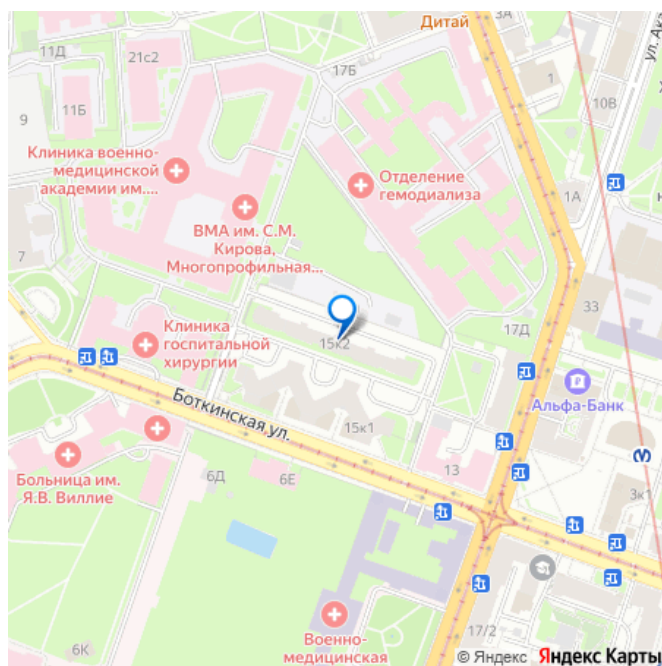 Дитай
3А
11Д
21с2
17Б
ул. Ака
1
11Б
10В
9
Клиника военно-
медицинской
академии им....
Отделение
гемодиализа
1А
ВМА им. С.М.
Кирова,
Многопрофильная...
7
33
17Д
Клиника
госпитальной
хирургии
15к2
Альфа-Банк
Боткинская ул.
15к1
13
Больница им.
Я.В. Виллие
6Д
6Е
3к1
6К
Военно-
медицинская
17/2
© Яндекс Яндекс Карты